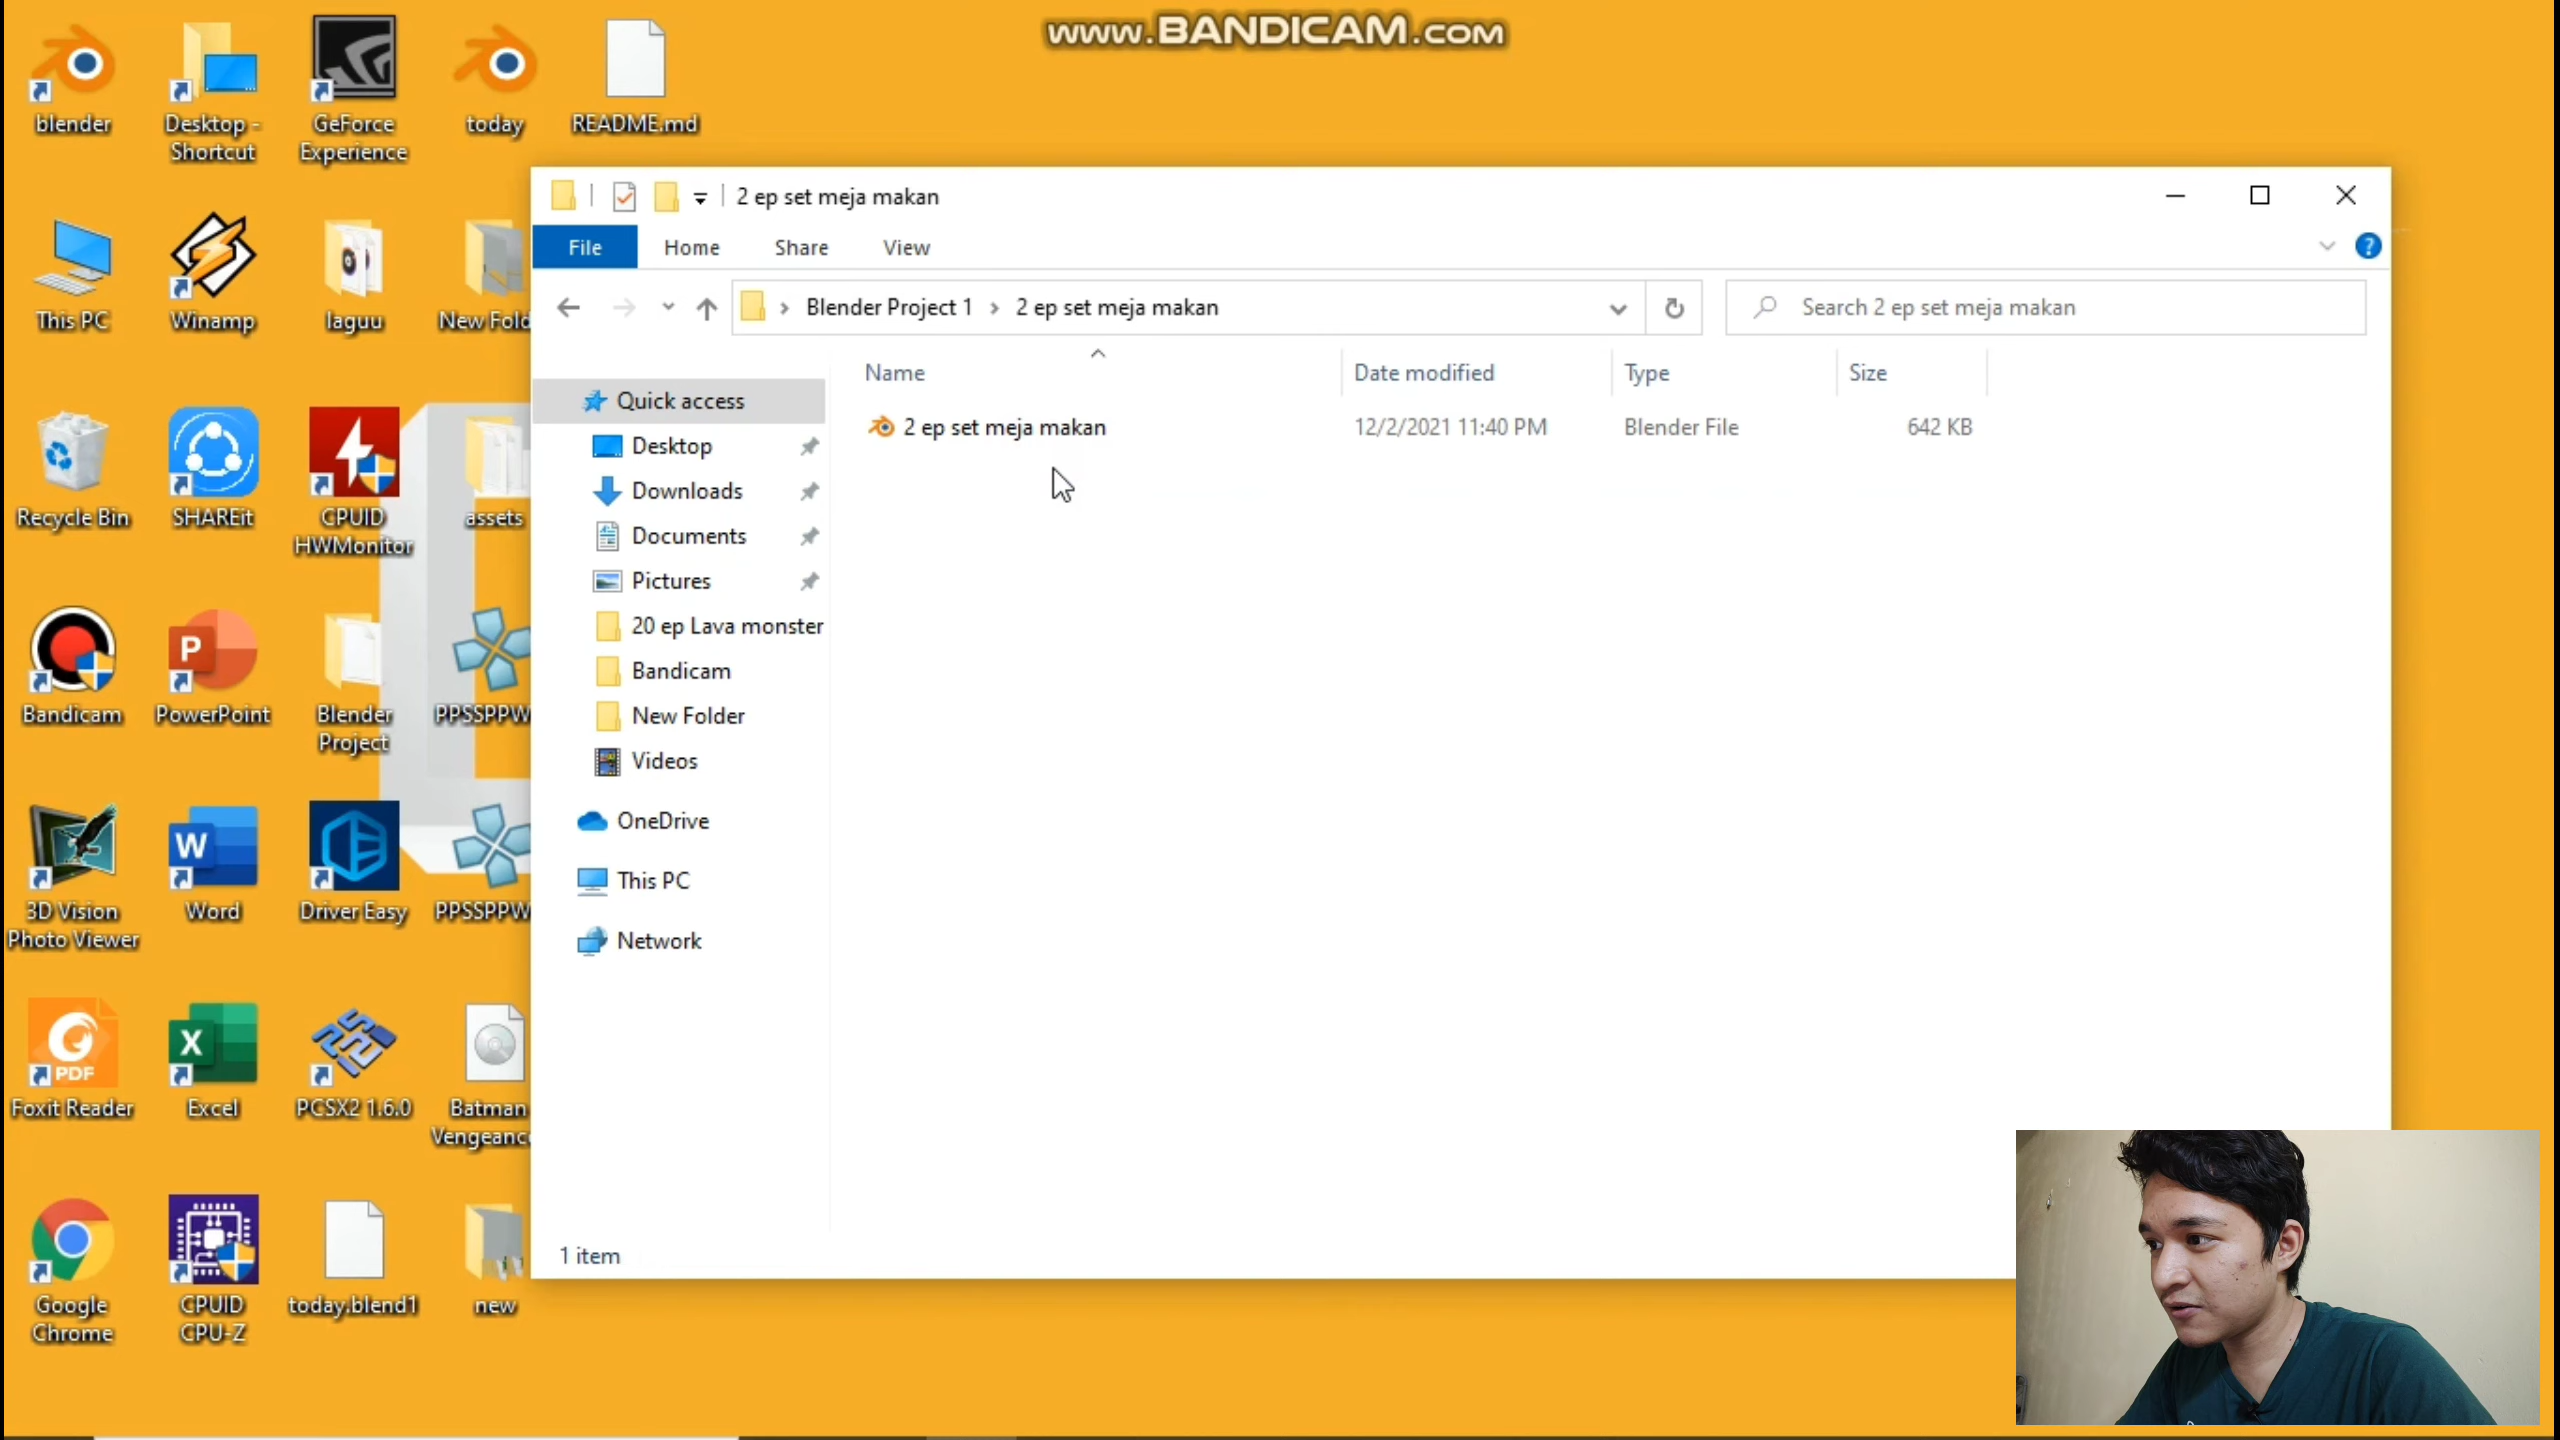 www.BANDICAM.com
blender
Desktop -
Shortcut
GeForce
Experience
today
README.md
This PC
Winamp
laguu
New Fold
Recycle Bin
SHAREit
CPUID
HWMonitor
assets
Bandicam
PowerPoint
Blender
Project
PPSSPPW
3D Vision
Photo Viewer
Word
Driver Easy
PPSSPPW
Foxit Reader
Excel
PCSX2 1.6.0
Batman
Vengeance
Google
Chrome
CPUID
CPU-Z
today.blend1
new
PDF
2 ep set meja makan
File
Home
Share
View
Blender Project 1
2 ep set meja makan
Search 2 ep set meja makan
Name
Date modified
Type
Size
2 ep set meja makan
12/2/2021 11:40 PM
Blender File
642 KB
Quick access
Desktop
Downloads
Documents
Pictures
20 ep Lava monster
Bandicam
New Folder
Videos
OneDrive
This PC
Network
1 item